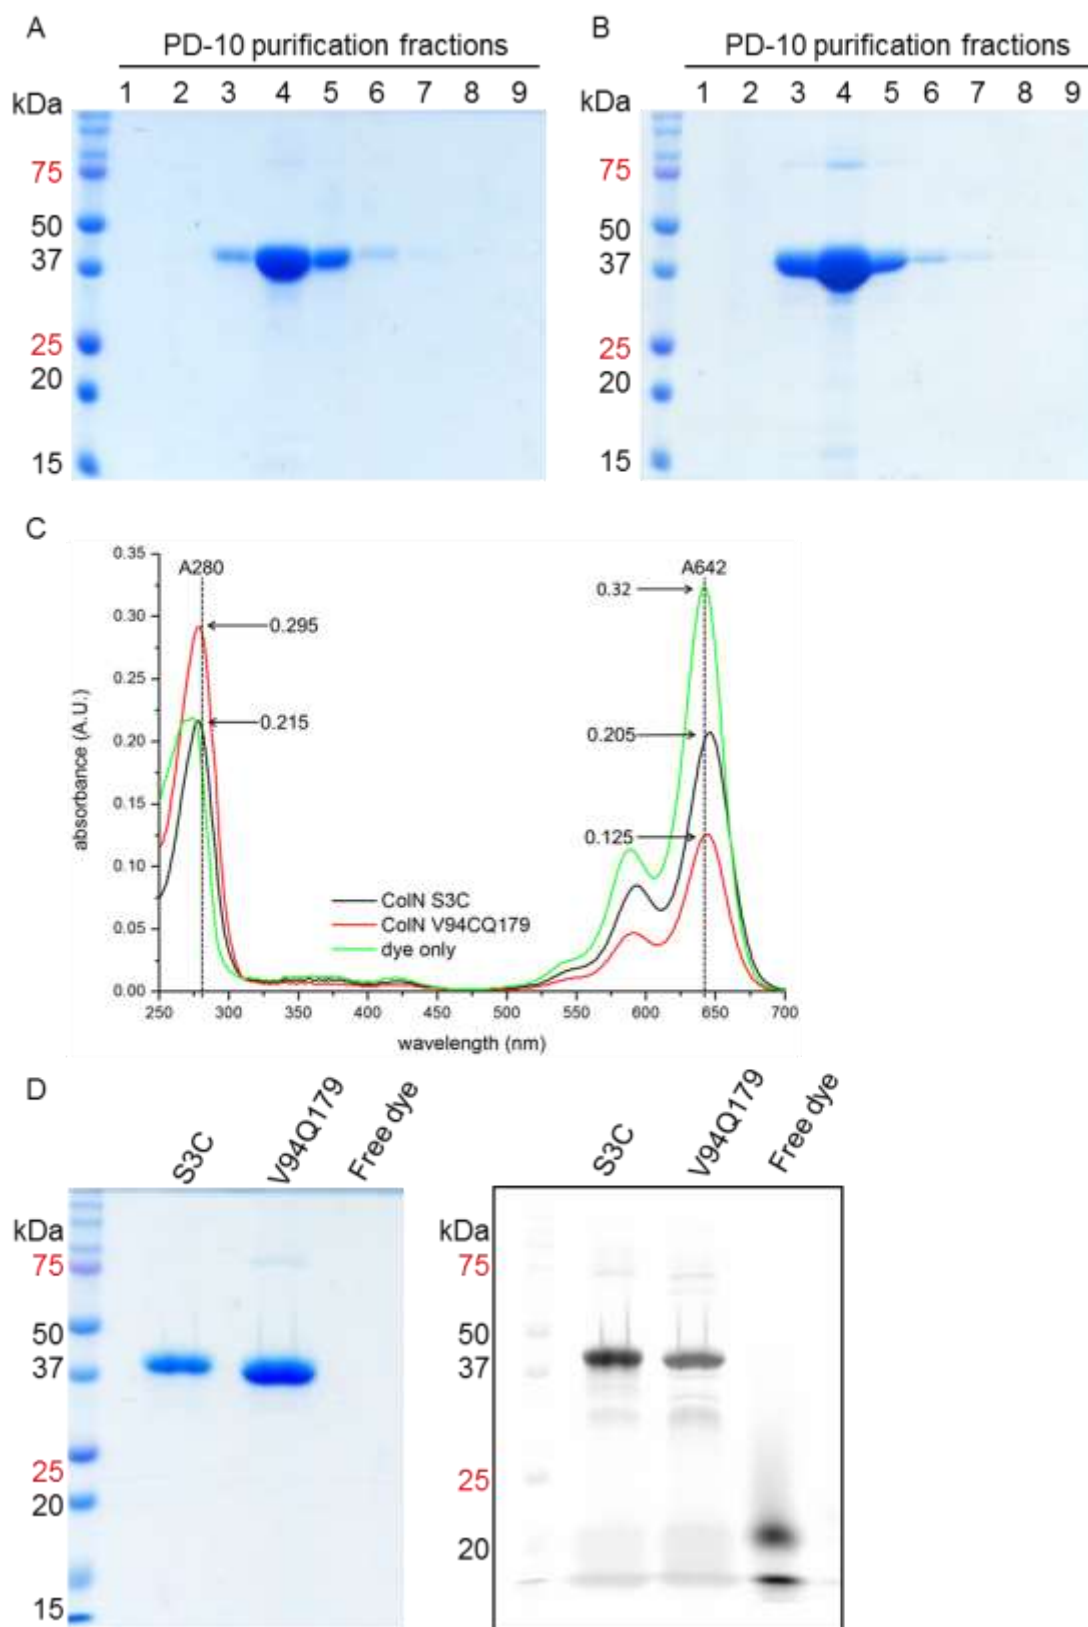 A
PD-10 purification fractions
kDa 1 2 3 4 5 6 7 8 9
75
50
37
25
20
15
B
PD-10 purification fractions
kDa 1 2 3 4 5 6 7 8 9
75
50
37
25
20
15
C
absorbance (A.U.)
0.35
0.30
0.25
0.20
0.15
0.10
0.05
0.00
A280
0.295
0.215
A642
0.32
0.205
0.125
ColN S3C
ColN V94CQ179
dye only
250 300 350 400 450 500 550 600 650 700
wavelength (nm)
D
S3C
V94Q179
Free dye
kDa
75
50
37
25
20
15
S3C
V94Q179
Free dye
kDa
75
50
37
25
20